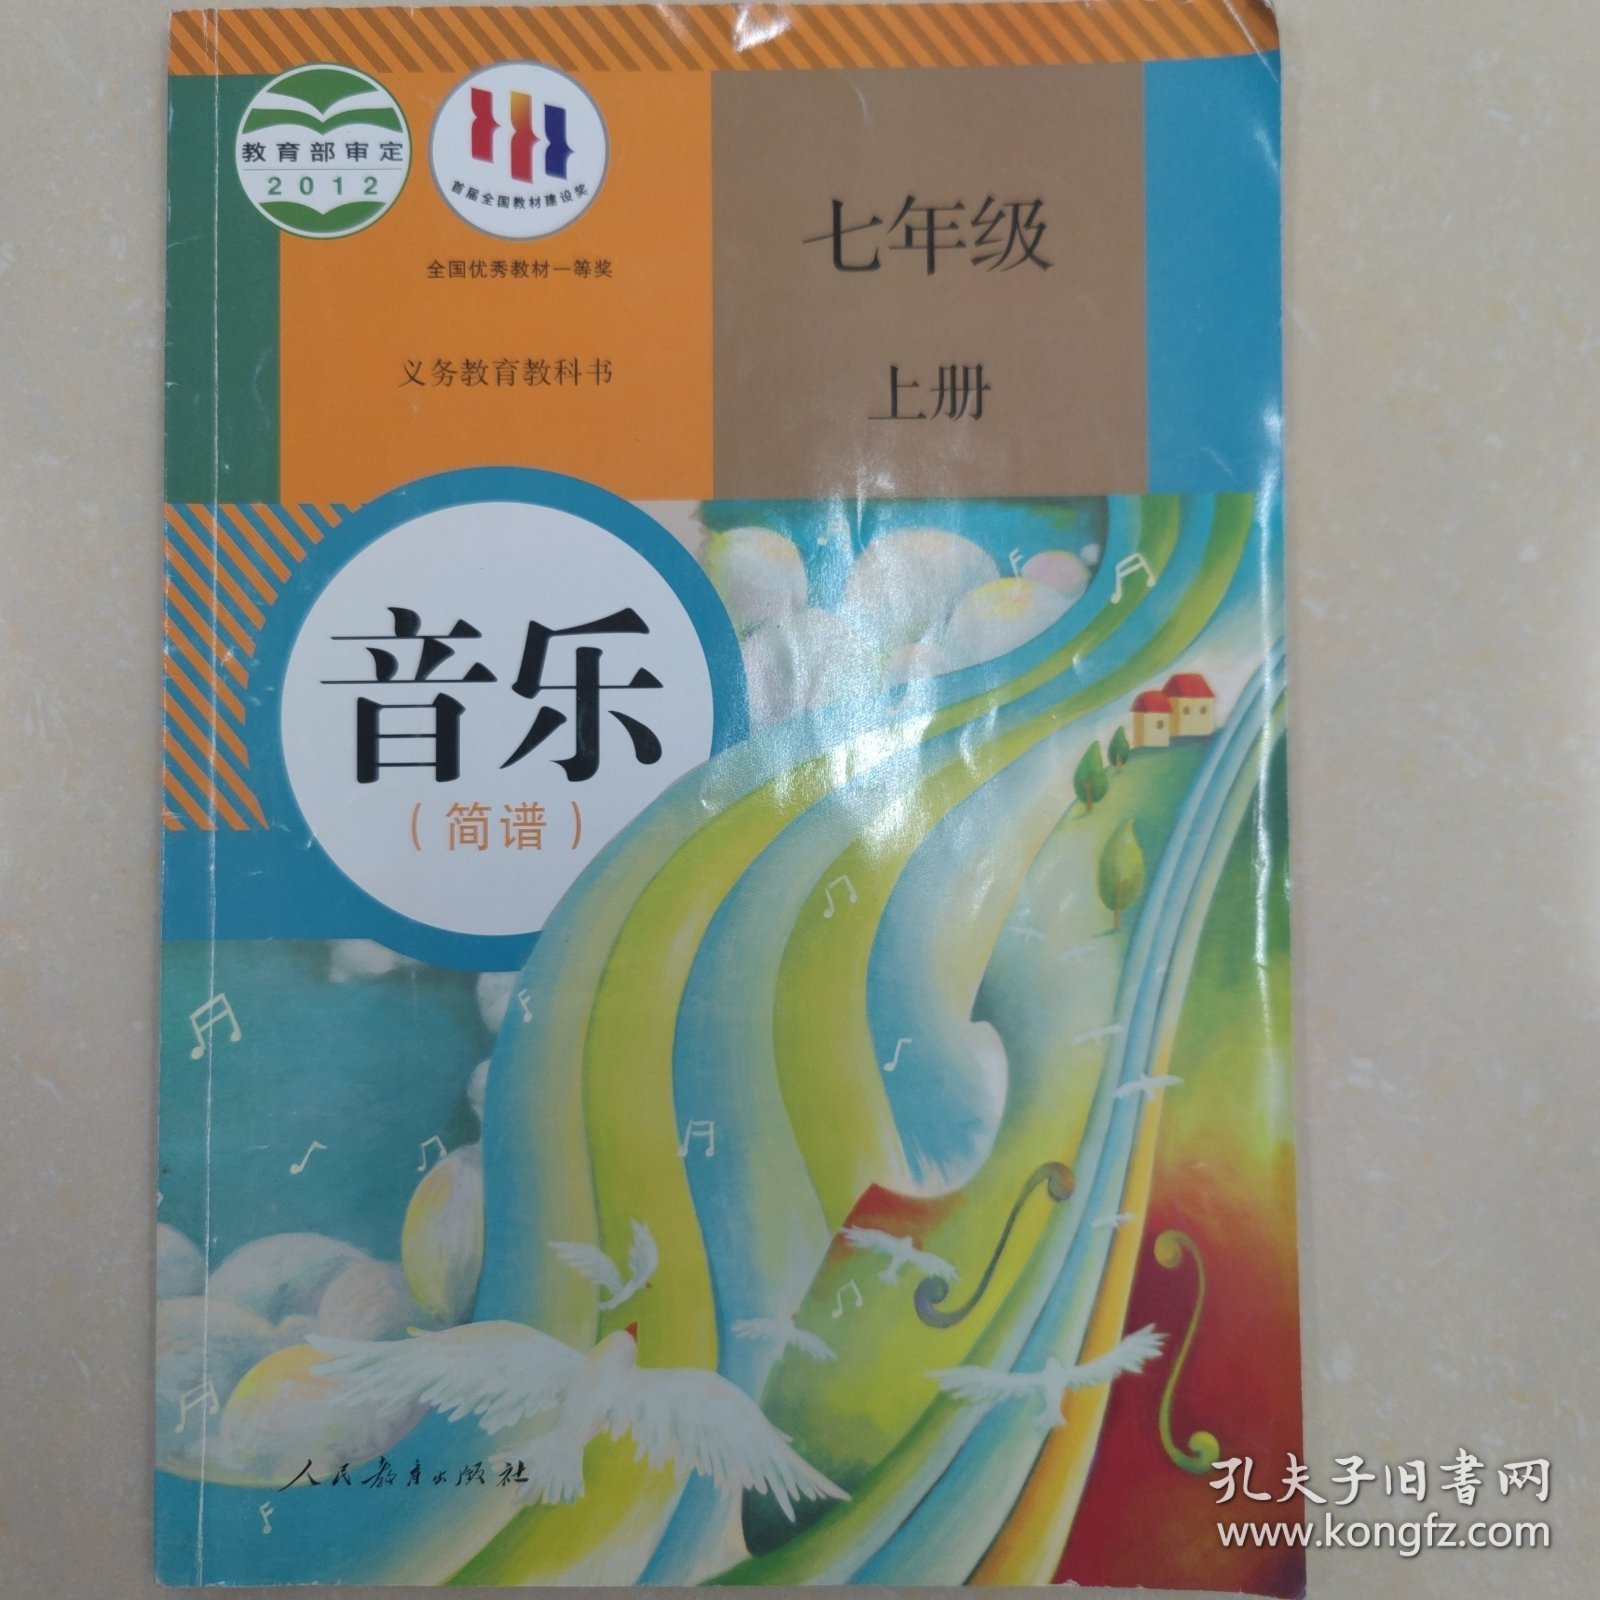 教育部审定
2012
首届全国教材建设奖
全国优秀教材一等奖
义务教育教科书
七年级
上册
音乐
（简谱）
人民教育出版社
孔夫子旧书网
www.kongfz.com